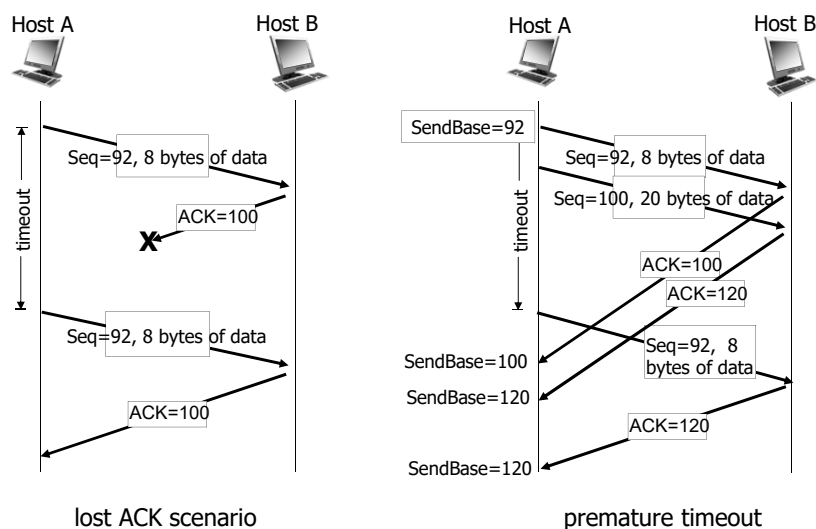 Host A
Host B
Seq=92, 8 bytes of data
timeout
ACK=100
X
Seq=92, 8 bytes of data
ACK=100
lost ACK scenario
Host A
Host B
SendBase=92
Seq=92, 8 bytes of data
Seq=100, 20 bytes of data
timeout
ACK=100
ACK=120
Seq=92, 8
bytes of data
SendBase=100
SendBase=120
ACK=120
SendBase=120
premature timeout